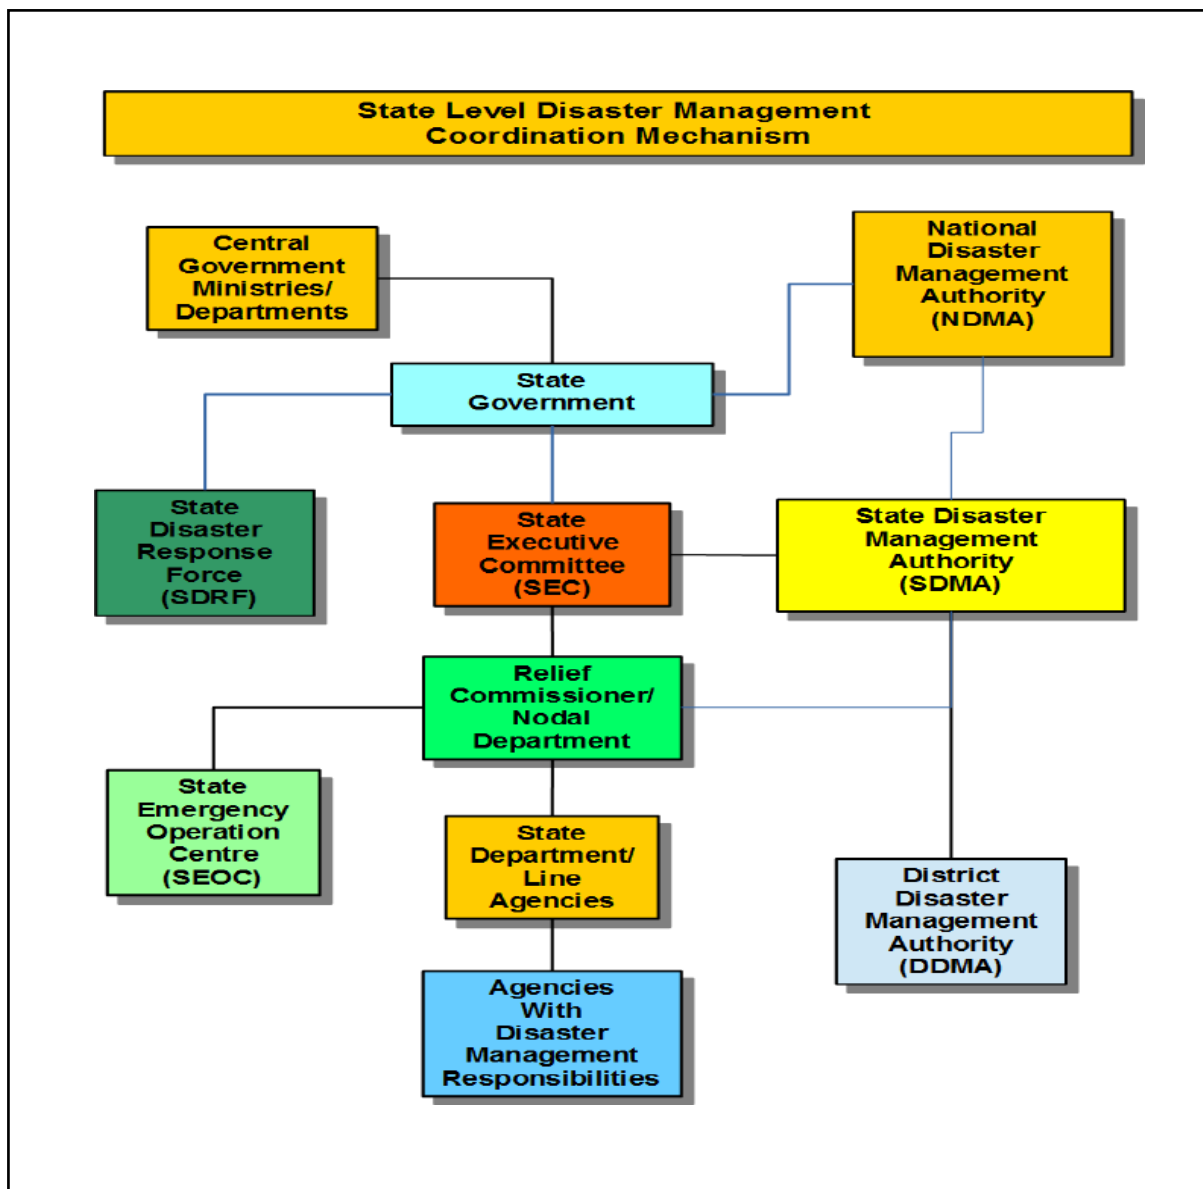 State Level Disaster Management
Coordination Mechanism
Central
Government
Ministries/
Departments
National
Disaster
Management
Authority
(NDMA)
State
Government
State
Disaster
Response
Force
(SDRF)
State
Executive
Committee
(SEC)
State Disaster
Management
Authority
(SDMA)
Relief
Commissioner/
Nodal
Department
State
Emergency
Operation
Centre
(SEOC)
State
Department/
Line
Agencies
District
Disaster
Management
Authority
(DDMA)
Agencies
With
Disaster
Management
Responsibilities